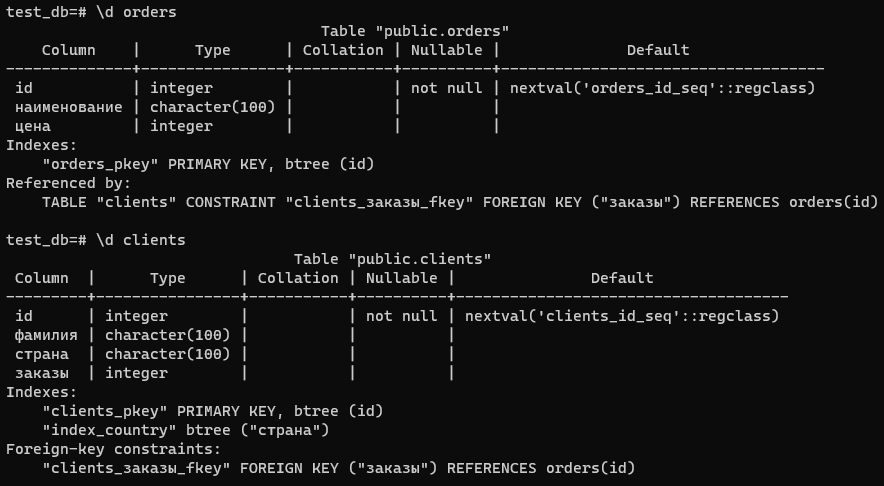 test_db=# \d orders
                                   Table "public.orders"
    Column    |      Type      | Collation | Nullable |              Default
--------------+----------------+-----------+----------+------------------------------------
 id           | integer        |           | not null | nextval('orders_id_seq'::regclass)
 наименование | character(100) |           |          |
 цена         | integer        |           |          |
Indexes:
    "orders_pkey" PRIMARY KEY, btree (id)
Referenced by:
    TABLE "clients" CONSTRAINT "clients_заказы_fkey" FOREIGN KEY ("заказы") REFERENCES orders(id)

test_db=# \d clients
                                Table "public.clients"
 Column  |      Type      | Collation | Nullable |               Default
---------+----------------+-----------+----------+-------------------------------------
 id      | integer        |           | not null | nextval('clients_id_seq'::regclass)
 фамилия | character(100) |           |          |
 страна  | character(100) |           |          |
 заказы  | integer        |           |          |
Indexes:
    "clients_pkey" PRIMARY KEY, btree (id)
    "index_country" btree ("страна")
Foreign-key constraints:
    "clients_заказы_fkey" FOREIGN KEY ("заказы") REFERENCES orders(id)